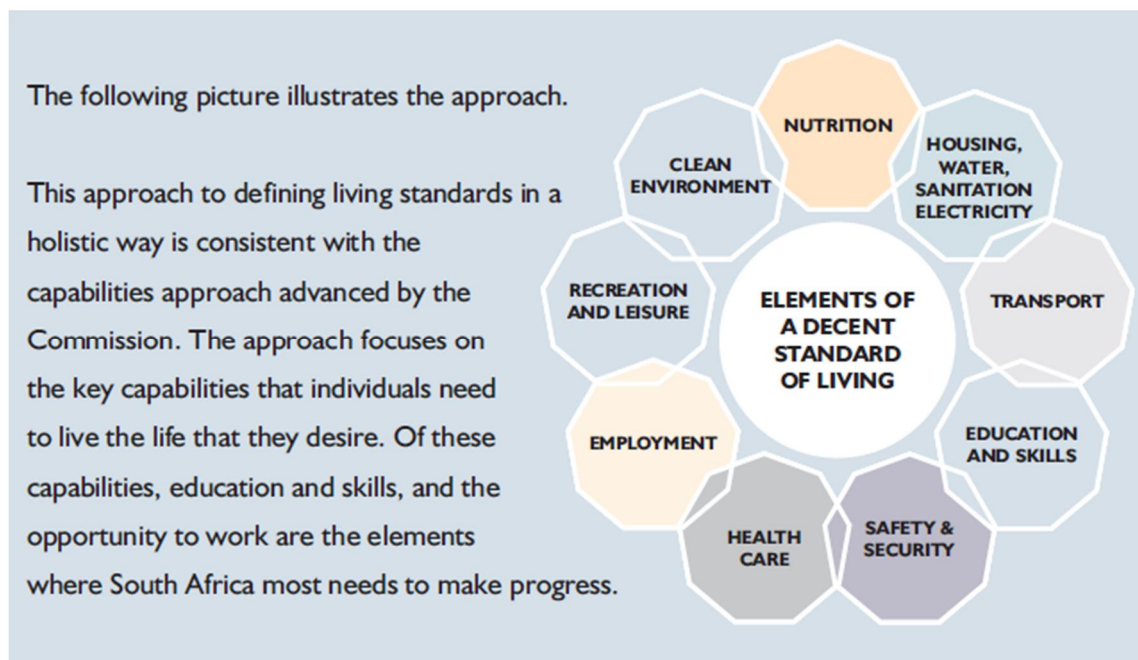 The following picture illustrates the approach.
This approach to defining living standards in a
holistic way is consistent with the
capabilities approach advanced by the
Commission. The approach focuses on
the key capabilities that individuals need
to live the life that they desire. Of these
capabilities, education and skills, and the
opportunity to work are the elements
where South Africa most needs to make progress.
NUTRITION
HOUSING,
WATER,
SANITATION
ELECTRICITY
TRANSPORT
EDUCATION
AND SKILLS
SAFETY &
SECURITY
HEALTH
CARE
EMPLOYMENT
RECREATION
AND LEISURE
CLEAN
ENVIRONMENT
ELEMENTS OF
A DECENT
STANDARD
OF LIVING